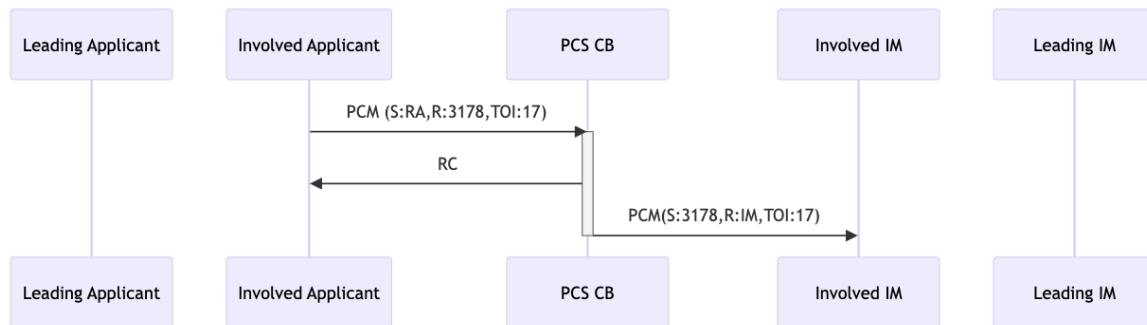 Leading Applicant
Involved Applicant
PCS CB
Involved IM
Leading IM
PCM (S:RA,R:3178,TOI:17)
RC
PCM(S:3178,R:IM,TOI:17)
Leading Applicant
Involved Applicant
PCS CB
Involved IM
Leading IM